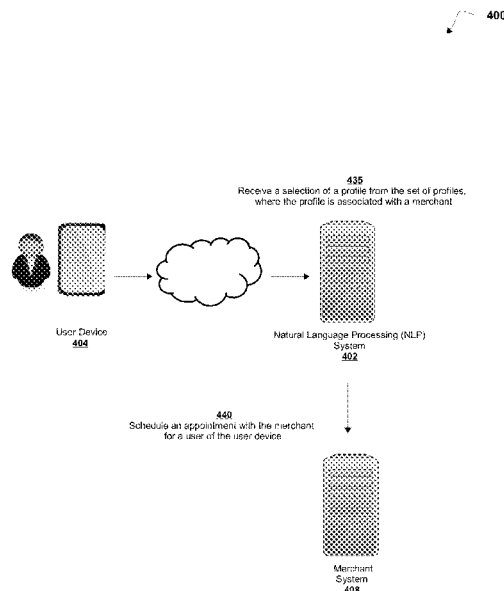 400
435
Receive a selection of a profile from the set of profiles,
where the profile is associated with a merchant
User Device
404
Natural Language Processing (NLP)
System
402
440
Schedule an appointment with the merchant
for a user of the user device
Merchant
System
408